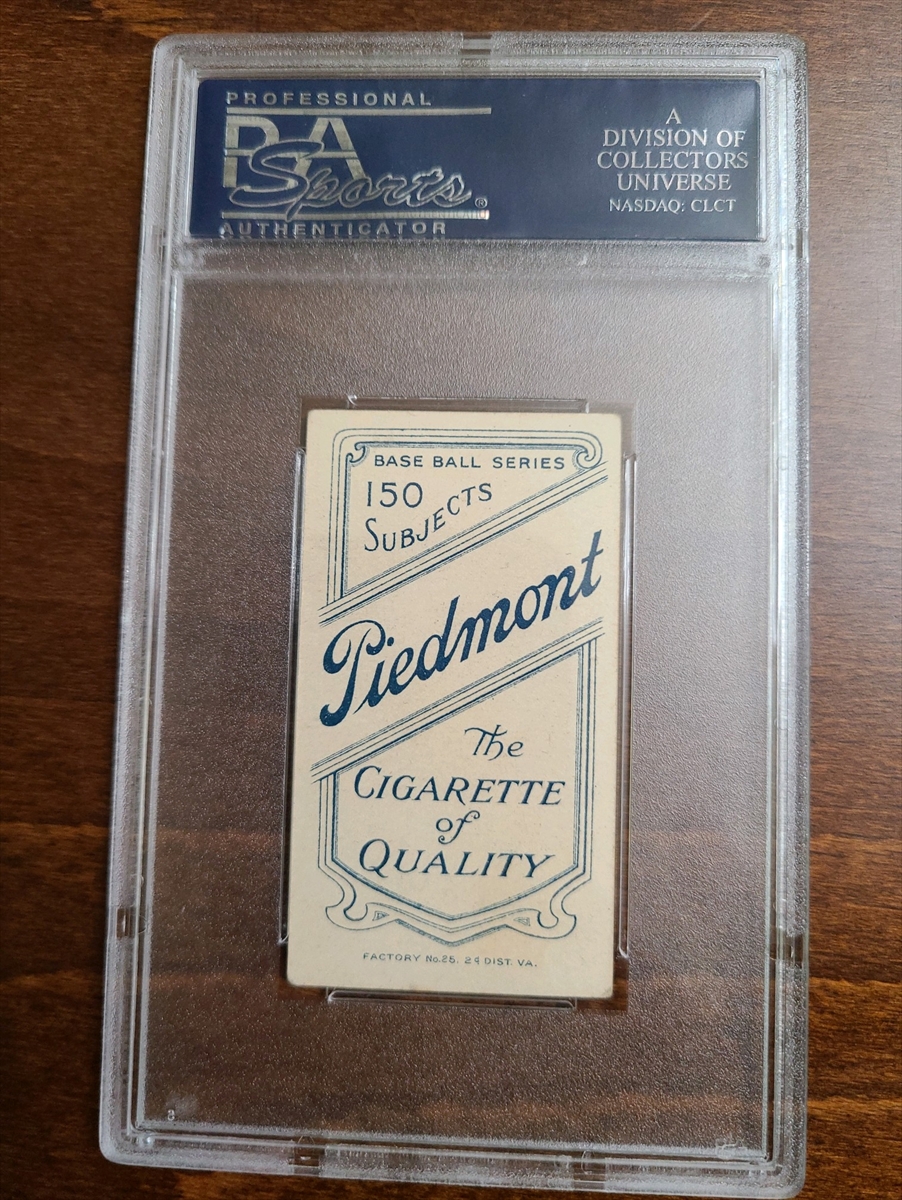 PROFESSIONAL
PSA
Sports®
AUTHENTICATOR
A
DIVISION OF
COLLECTORS
UNIVERSE
NASDAQ: CLCT
BASE BALL SERIES
150
SUBJECTS
Piedmont
The
CIGARETTE
of
QUALITY
FACTORY No. 25. 2d DIST. VA.